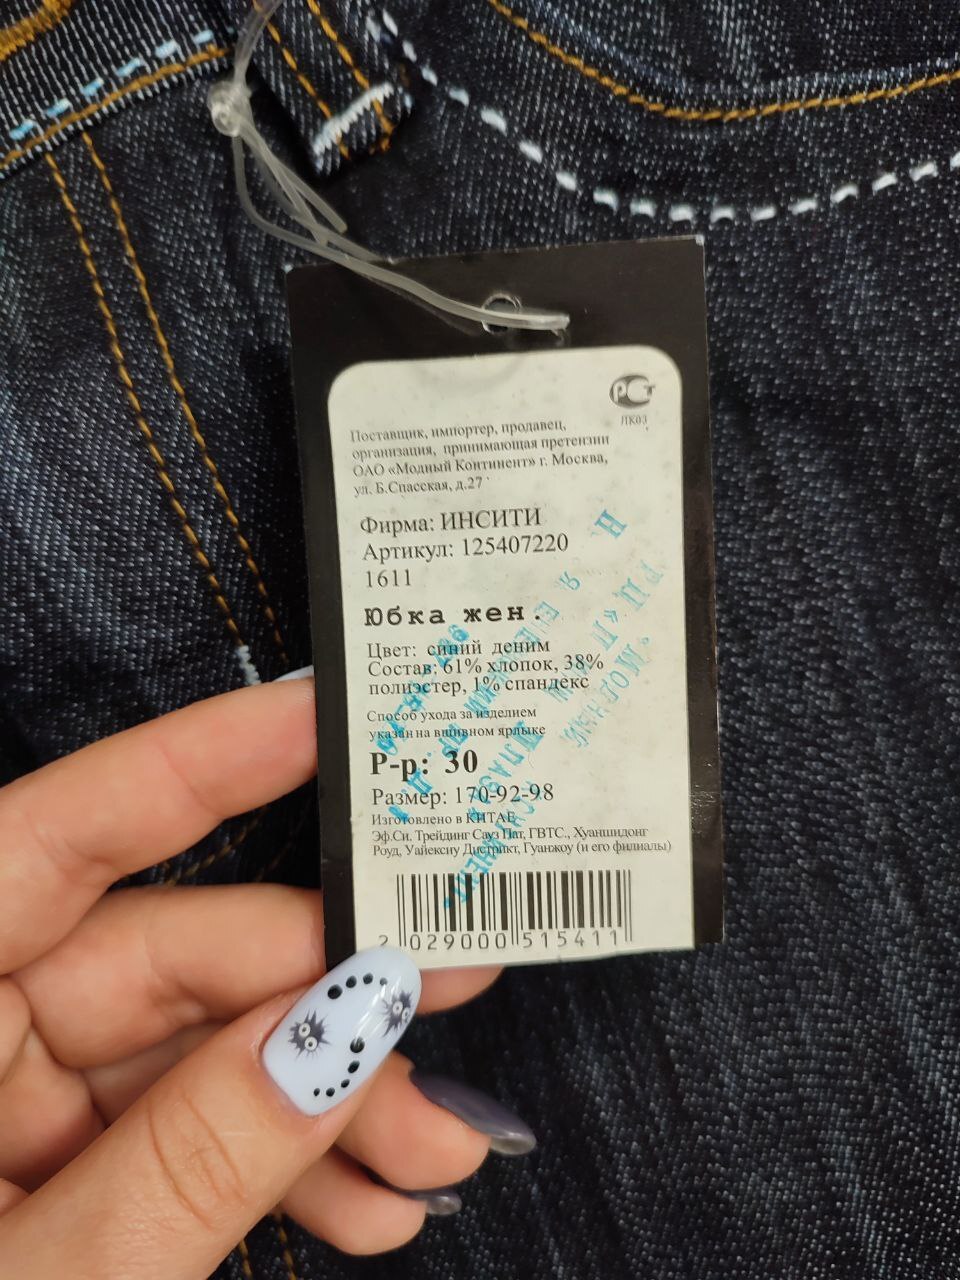 РСТ
ЛК03
Поставщик, импортер, продавец,
организация, принимающая претензии
ОАО «Модный Континент» г. Москва,
ул. Б.Спасская, д.27
Фирма: ИНСИТИ
Артикул: 125407220
1611
Юбка жен.
Цвет: синий деним
Состав: 61% хлопок, 38%
полиэстер, 1% спандекс
Способ ухода за изделием
указан на вшивном ярлыке
Р-р: 30
Размер: 170-92-98
Изготовлено в КИТАЕ
Эф.Си. Трейдинг Сауз Пат, ГВТС., Хуаншидонг
Роуд, Уайексиу Дистрикт, Гуанжоу (и его филиалы)
2 029000 515411